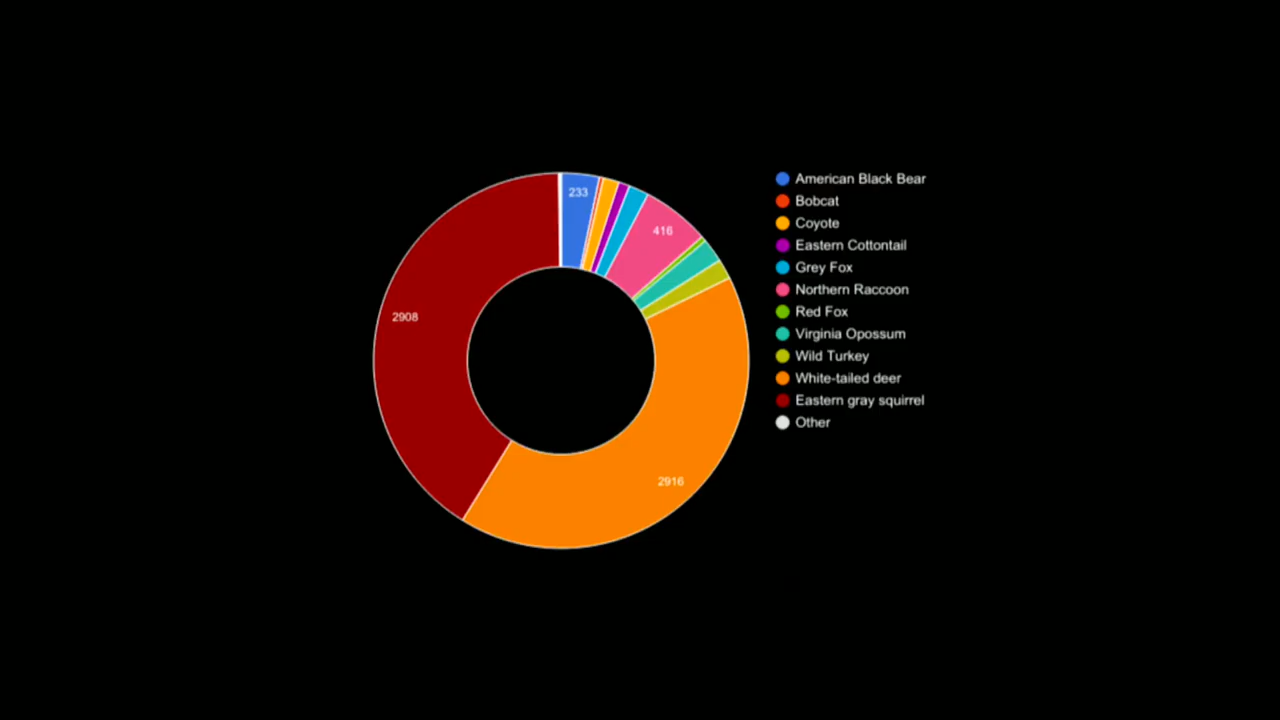 233
416
2908
2916
American Black Bear
Bobcat
Coyote
Eastern Cottontail
Grey Fox
Northern Raccoon
Red Fox
Virginia Opossum
Wild Turkey
White-tailed deer
Eastern gray squirrel
Other